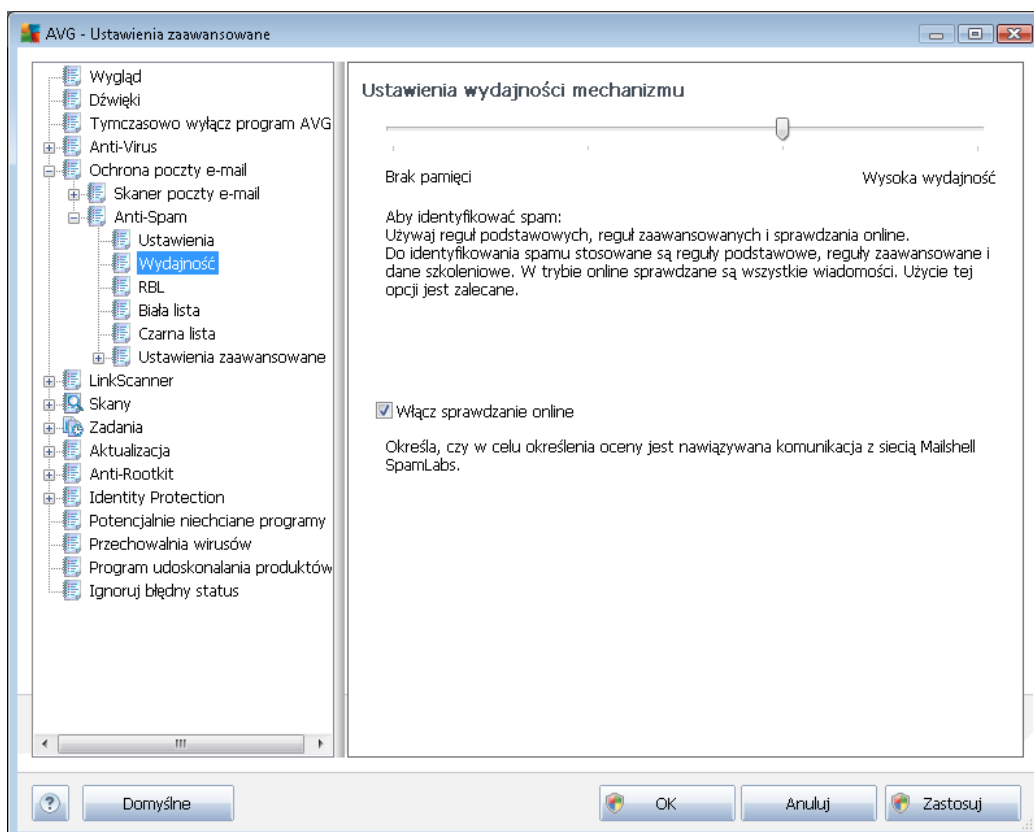 AVG - Ustawienia zaawansowane
Wygląd
Dźwięki
Tymczasowo wyłącz program AVG
Anti-Virus
Ochrona poczty e-mail
Skaner poczty e-mail
Anti-Spam
Ustawienia
Wydajność
RBL
Biała lista
Czarna lista
Ustawienia zaawansowane
LinkScanner
Skany
Zadania
Aktualizacja
Anti-Rootkit
Identity Protection
Potencjalnie niechciane programy
Przechowalnia wirusów
Program udoskonalania produktów
Ignoruj błędny status
Ustawienia wydajności mechanizmu
Brak pamięci
Wysoka wydajność
Aby identyfikować spam:
Używaj reguł podstawowych, reguł zaawansowanych i sprawdzania online.
Do identyfikowania spamu stosowane są reguły podstawowe, reguły zaawansowane i
dane szkoleniowe. W trybie online sprawdzane są wszystkie wiadomości. Użycie tej
opcji jest zalecane.
Włącz sprawdzanie online
Określa, czy w celu określenia oceny jest nawiązywana komunikacja z siecią Mailshell
SpamLabs.
?
Domyślne
OK
Anuluj
Zastosuj